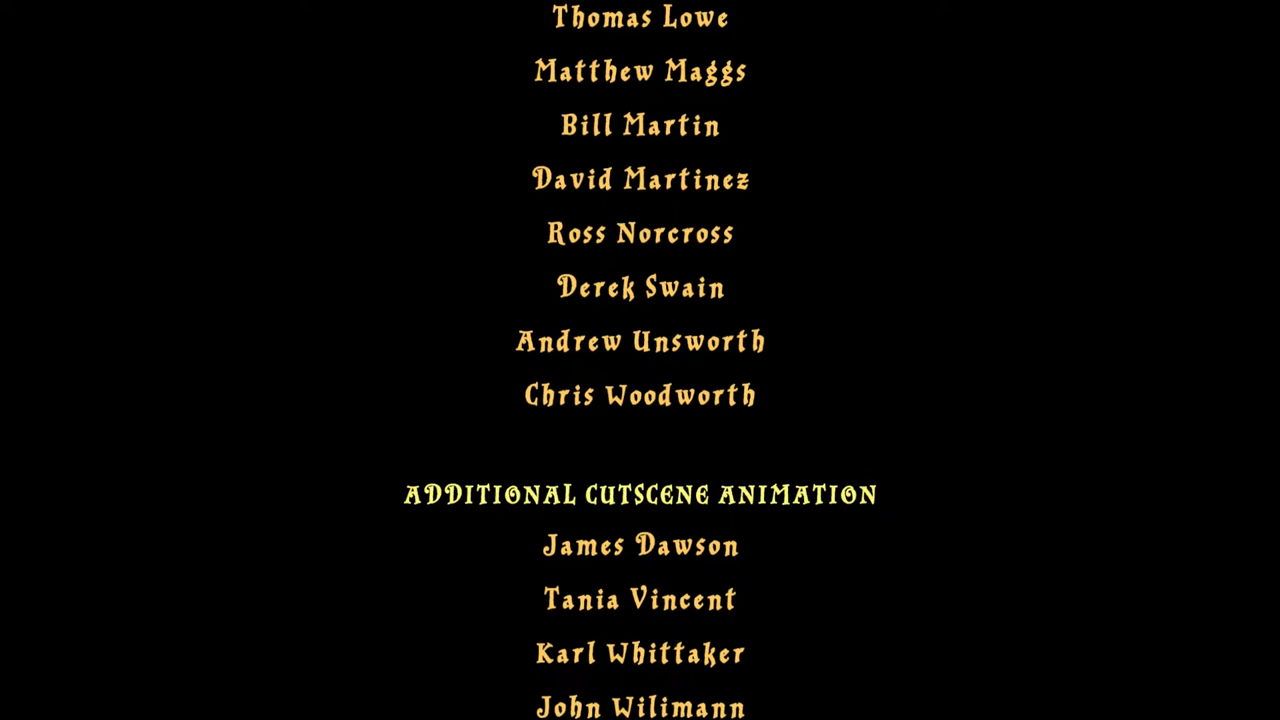 Thomas Lowe
Matthew Maggs
Bill Martin
David Martinez
Ross Norcross
Derek Swain
Andrew Unsworth
Chris Woodworth
ADDITIONAL CUTSCENE ANIMATION
James Dawson
Tania Vincent
Karl Whittaker
John Wilimann